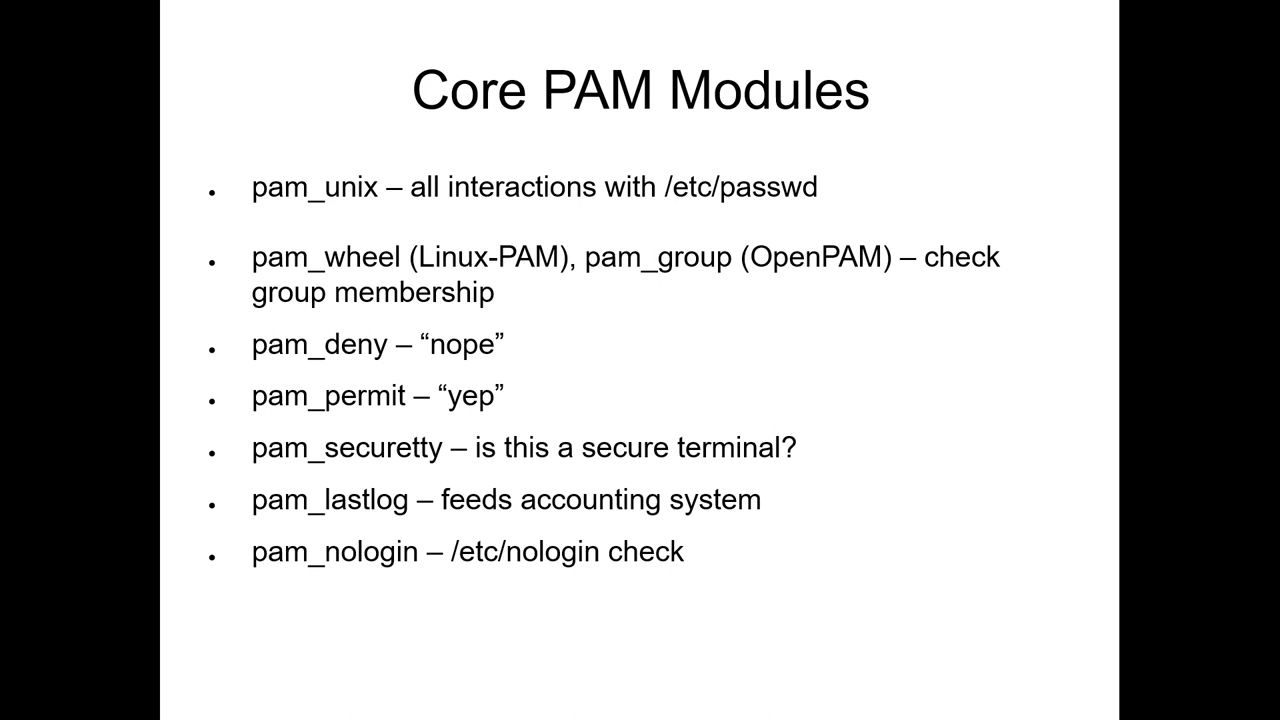 Core PAM Modules
• pam_unix – all interactions with /etc/passwd
• pam_wheel (Linux-PAM), pam_group (OpenPAM) – check
group membership
• pam_deny – “nope”
• pam_permit – “yep”
• pam_securetty – is this a secure terminal?
• pam_lastlog – feeds accounting system
• pam_nologin – /etc/nologin check